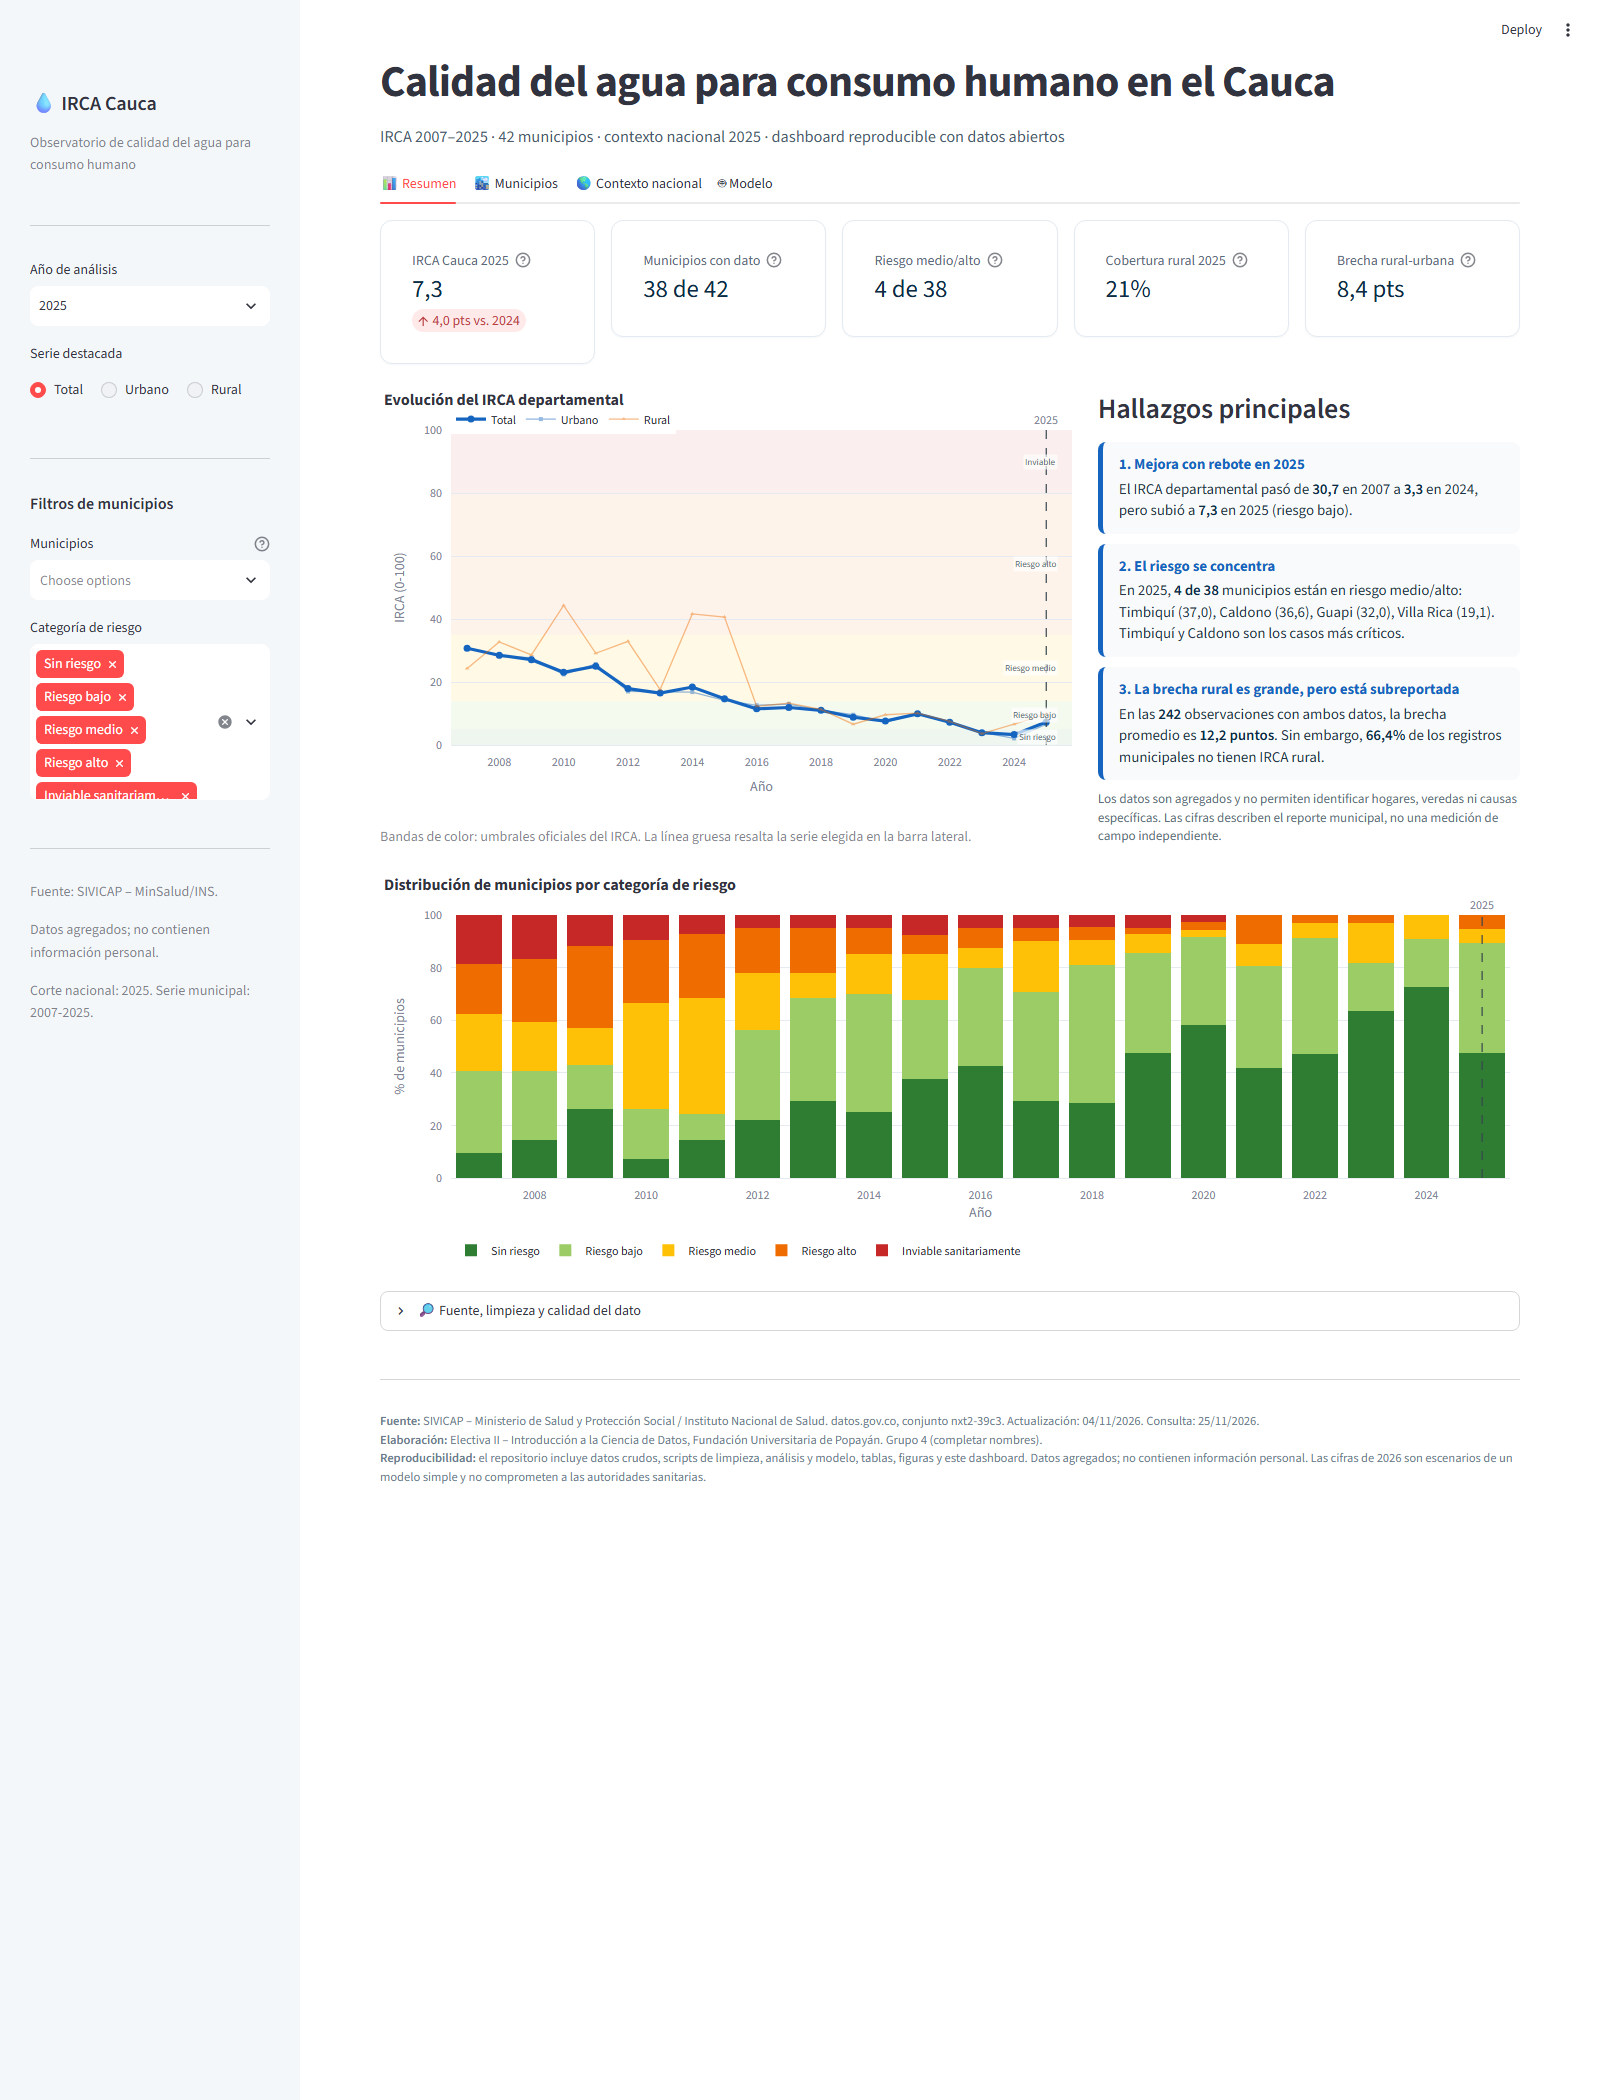 Deploy
IRCA Cauca
Observatorio de calidad del agua para
consumo humano
Año de análisis
2025
Serie destacada
Total Urbano Rural
Filtros de municipios
Municipios
Choose options
Categoría de riesgo
Sin riesgo ×
Riesgo bajo ×
Riesgo medio ×
Riesgo alto ×
Inviable sanitariam... ×
Fuente: SIVICAP – MinSalud/INS.
Datos agregados; no contienen
información personal.
Corte nacional: 2025. Serie municipal:
2007-2025.
Calidad del agua para consumo humano en el Cauca
IRCA 2007–2025 · 42 municipios · contexto nacional 2025 · dashboard reproducible con datos abiertos
Resumen Municipios Contexto nacional Modelo
IRCA Cauca 2025
7,3
↑ 4,0 pts vs. 2024
Municipios con dato
38 de 42
Riesgo medio/alto
4 de 38
Cobertura rural 2025
21%
Brecha rural-urbana
8,4 pts
Evolución del IRCA departamental
Total Urbano Rural
2025
100
80
60
40
20
0
IRCA (0-100)
Inviable
Riesgo alto
Riesgo medio
Riesgo bajo
Sin riesgo
2008 2010 2012 2014 2016 2018 2020 2022 2024
Año
Bandas de color: umbrales oficiales del IRCA. La línea gruesa resalta la serie elegida en la barra lateral.
Hallazgos principales
1. Mejora con rebote en 2025
El IRCA departamental pasó de 30,7 en 2007 a 3,3 en 2024,
pero subió a 7,3 en 2025 (riesgo bajo).
2. El riesgo se concentra
En 2025, 4 de 38 municipios están en riesgo medio/alto:
Timbiquí (37,0), Caldono (36,6), Guapi (32,0), Villa Rica (19,1).
Timbiquí y Caldono son los casos más críticos.
3. La brecha rural es grande, pero está subreportada
En las 242 observaciones con ambos datos, la brecha
promedio es 12,2 puntos. Sin embargo, 66,4% de los registros
municipales no tienen IRCA rural.
Los datos son agregados y no permiten identificar hogares, veredas ni causas
específicas. Las cifras describen el reporte municipal, no una medición de
campo independiente.
Distribución de municipios por categoría de riesgo
2025
100
80
60
40
20
0
% de municipios
2008 2010 2012 2014 2016 2018 2020 2022 2024
Año
Sin riesgo Riesgo bajo Riesgo medio Riesgo alto Inviable sanitariamente
Fuente, limpieza y calidad del dato
Fuente: SIVICAP – Ministerio de Salud y Protección Social / Instituto Nacional de Salud. datos.gov.co, conjunto nxt2-39c3. Actualización: 04/11/2026. Consulta: 25/11/2026.
Elaboración: Electiva II – Introducción a la Ciencia de Datos, Fundación Universitaria de Popayán. Grupo 4 (completar nombres).
Reproducibilidad: el repositorio incluye datos crudos, scripts de limpieza, análisis y modelo, tablas, figuras y este dashboard. Datos agregados; no contienen información personal. Las cifras de 2026 son escenarios de un
modelo simple y no comprometen a las autoridades sanitarias.